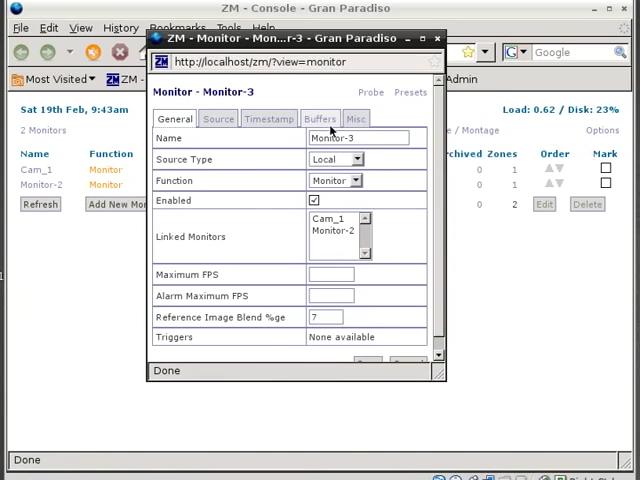 ZM - Console - Gran Paradiso
File Edit View History Bookmarks
Google
Most Visited ZM - Admin
Sat 19th Feb, 9:43am
Load: 0.62 / Disk: 23%
2 Monitors / Montage Options
Name Function rchived Zones Order Mark
Cam_1 Monitor 0 1
Monitor-2 Monitor 0 1
Refresh Add New Mon 0 2 Edit Delete
Done
ZM - Monitor - Mon...r-3 - Gran Paradiso
ZM http://localhost/zm/?view=monitor
Monitor - Monitor-3 Probe Presets
General Source Timestamp Buffers Misc
Name Monitor-3
Source Type Local
Function Monitor
Enabled
Linked Monitors Cam_1
Monitor-2
Maximum FPS
Alarm Maximum FPS
Reference Image Blend %ge 7
Triggers None available
Done